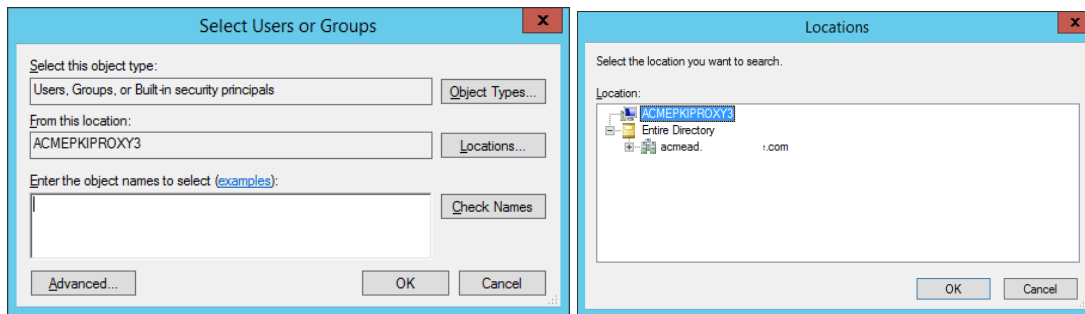 Select Users or Groups
x
Select this object type:
Users, Groups, or Built-in security principals
Object Types...
From this location:
ACMEPKIPROXY3
Locations...
Enter the object names to select (examples):
Check Names
Advanced...
OK
Cancel
Locations
x
Select the location you want to search.
Location:
ACMEPKIPROXY3
Entire Directory
acmead. .com
OK
Cancel